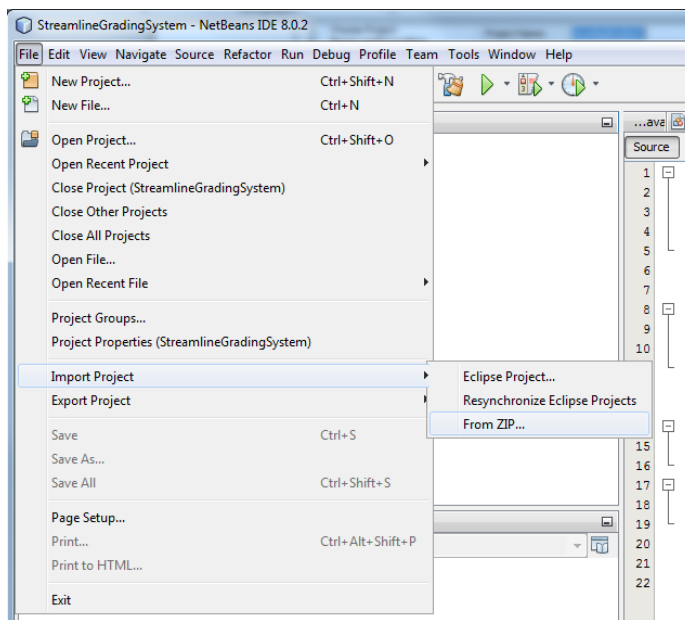 StreamlineGradingSystem - NetBeans IDE 8.0.2
File Edit View Navigate Source Refactor Run Debug Profile Team Tools Window Help
New Project... Ctrl+Shift+N
New File... Ctrl+N
Open Project... Ctrl+Shift+O
Open Recent Project
Close Project (StreamlineGradingSystem)
Close Other Projects
Close All Projects
Open File...
Open Recent File
Project Groups...
Project Properties (StreamlineGradingSystem)
Import Project
Export Project
Save Ctrl+S
Save As...
Save All Ctrl+Shift+S
Page Setup...
Print... Ctrl+Alt+Shift+P
Print to HTML...
Exit
Eclipse Project...
Resynchronize Eclipse Projects
From ZIP...
...ava
Source
1
2
3
4
5
6
7
8
9
10
15
16
17
18
19
20
21
22